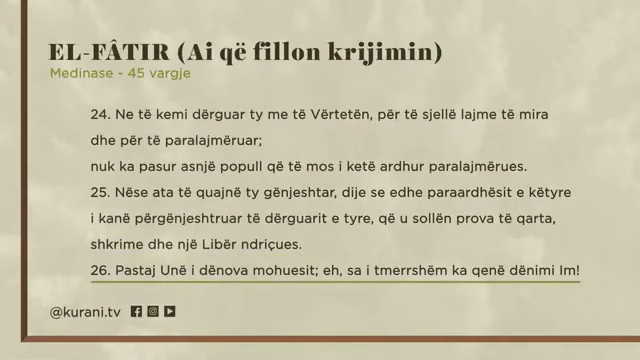 EL-FÂTIR (Ai që fillon krijimin)
Medinase - 45 vargje
24. Ne të kemi dërguar ty me të Vërtetën, për të sjellë lajme të mira
dhe për të paralajmëruar;
nuk ka pasur asnjë popull që të mos i ketë ardhur paralajmërues.
25. Nëse ata të quajnë ty gënjeshtar, dije se edhe paraardhësit e këtyre
i kanë përgënjeshtruar të dërguarit e tyre, që u sollën prova të qarta,
shkrime dhe një Libër ndriçues.
26. Pastaj Unë i dënova mohuesit; eh, sa i tmerrshëm ka qenë dënimi Im!
@kurani.tv